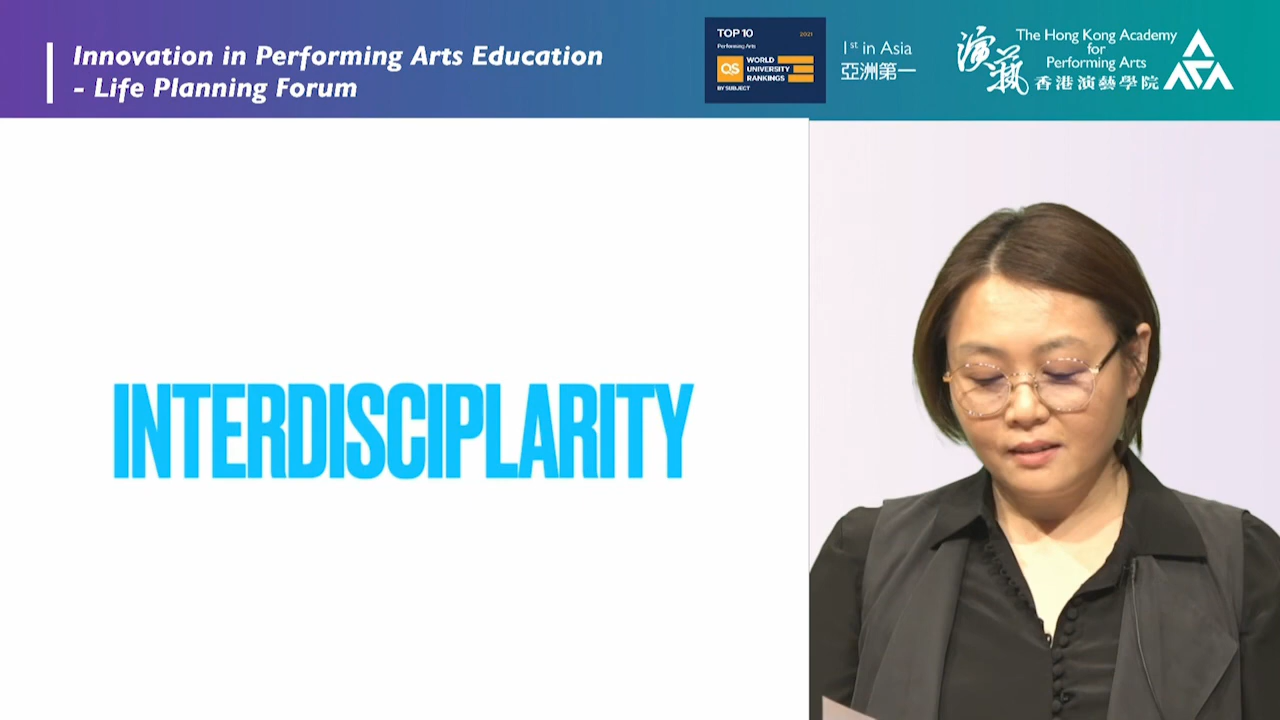 Innovation in Performing Arts Education
- Life Planning Forum
TOP 10
2021
Performing Arts
QS
WORLD
UNIVERSITY
RANKINGS
BY SUBJECT
1st in Asia
亞洲第一
演藝
The Hong Kong Academy
for
Performing Arts
香港演藝學院
APA
INTERDISCIPLARITY